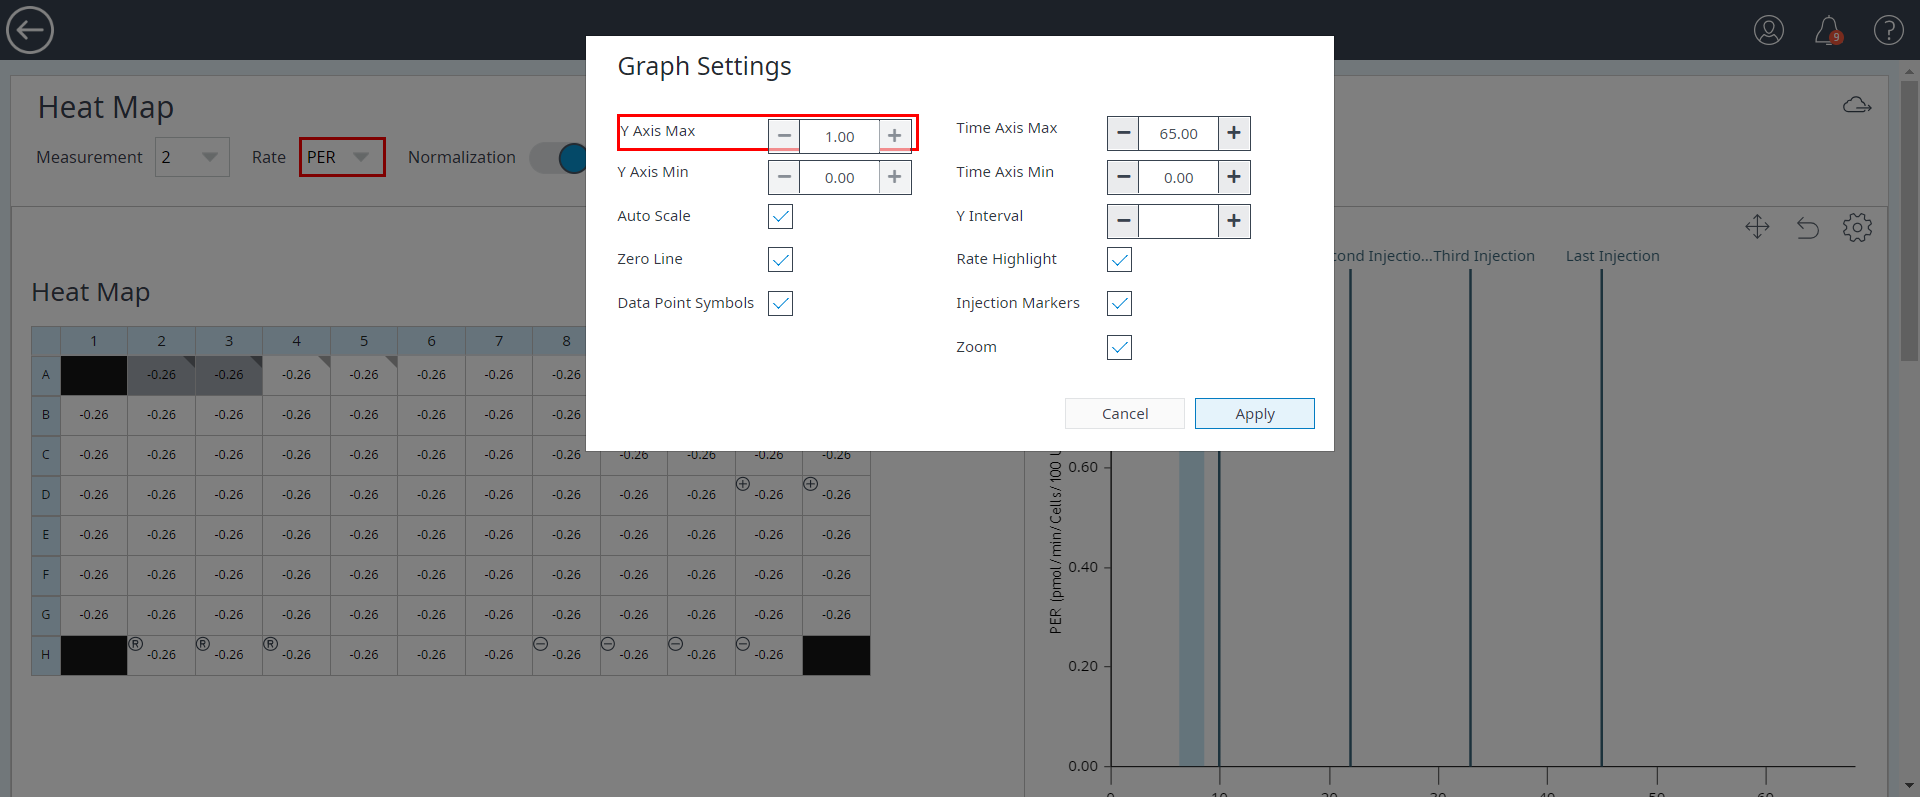 9
Heat Map
Measurement 2 Rate PER Normalization
Graph Settings
Y Axis Max 1.00 Time Axis Max 65.00
Y Axis Min 0.00 Time Axis Min 0.00
Auto Scale Y Interval
Zero Line Rate Highlight
Data Point Symbols Injection Markers
Zoom
Cancel Apply
Heat Map
1 2 3 4 5 6 7 8
A -0.26 -0.26 -0.26 -0.26 -0.26 -0.26 -0.26
B -0.26 -0.26 -0.26 -0.26 -0.26 -0.26 -0.26 -0.26
C -0.26 -0.26 -0.26 -0.26 -0.26 -0.26 -0.26 -0.26 -0.26 -0.26 -0.26 -0.26
D -0.26 -0.26 -0.26 -0.26 -0.26 -0.26 -0.26 -0.26 -0.26 -0.26 -0.26 -0.26
E -0.26 -0.26 -0.26 -0.26 -0.26 -0.26 -0.26 -0.26 -0.26 -0.26 -0.26 -0.26
F -0.26 -0.26 -0.26 -0.26 -0.26 -0.26 -0.26 -0.26 -0.26 -0.26 -0.26 -0.26
G -0.26 -0.26 -0.26 -0.26 -0.26 -0.26 -0.26 -0.26 -0.26 -0.26 -0.26 -0.26
H R -0.26 R -0.26 R -0.26 -0.26 -0.26 -0.26 -0.26 -0.26 -0.26 -0.26
ond Injectio... Third Injection Last Injection
PER (pmol/min/Cells/100
0.60
0.40
0.20
0.00
0 10 20 30 40 50 60